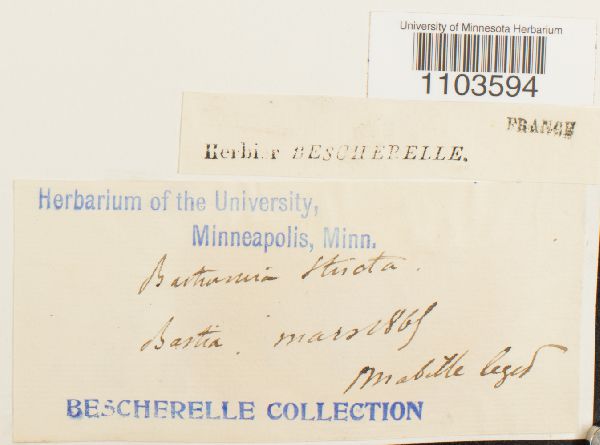 University of Minnesota Herbarium
1103594
FRANCE
Herbier BESCHERELLE.
Herbarium of the University,
Minneapolis, Minn.
Bartramia Stricta.
Bastia. mars 1865
Mabille legit
BESCHERELLE COLLECTION